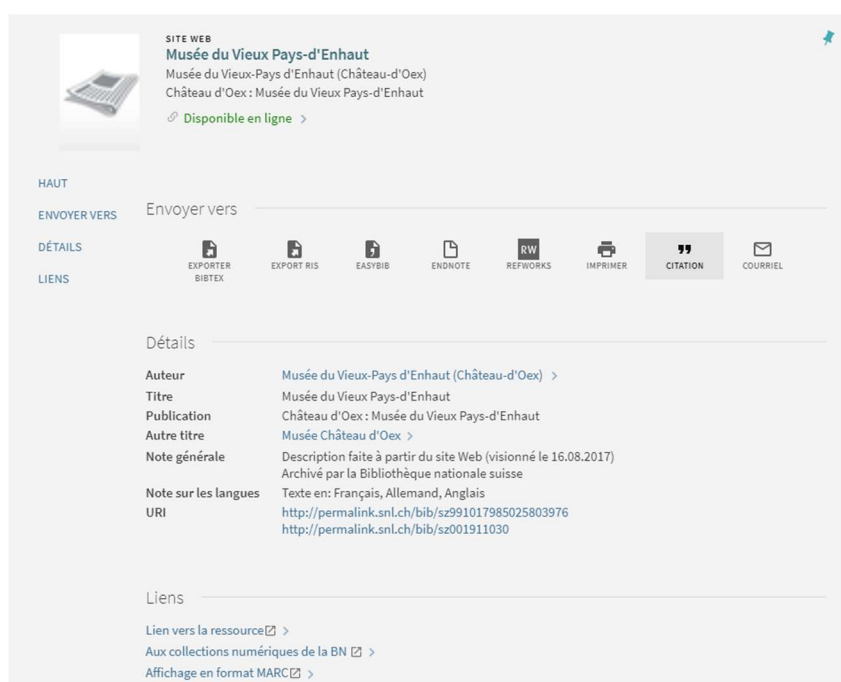 SITE WEB
Musée du Vieux Pays-d'Enhaut
Musée du Vieux-Pays d'Enhaut (Château-d'Oex)
Château d'Oex : Musée du Vieux Pays-d'Enhaut
Disponible en ligne >
HAUT
ENVOYER VERS
DÉTAILS
LIENS
Envoyer vers
EXPORTER BIBTEX
EXPORT RIS
EASYBIB
ENDNOTE
RW
REFWORKS
IMPRIMER
CITATION
COURRIEL
Détails
Auteur Musée du Vieux-Pays d'Enhaut (Château-d'Oex) >
Titre Musée du Vieux Pays-d'Enhaut
Publication Château d'Oex : Musée du Vieux Pays-d'Enhaut
Autre titre Musée Château d'Oex >
Note générale Description faite à partir du site Web (visionné le 16.08.2017)
Archivé par la Bibliothèque nationale suisse
Note sur les langues Texte en: Français, Allemand, Anglais
URI http://permalink.snl.ch/bib/sz991017985025803976
http://permalink.snl.ch/bib/sz001911030
Liens
Lien vers la ressource >
Aux collections numériques de la BN >
Affichage en format MARC >